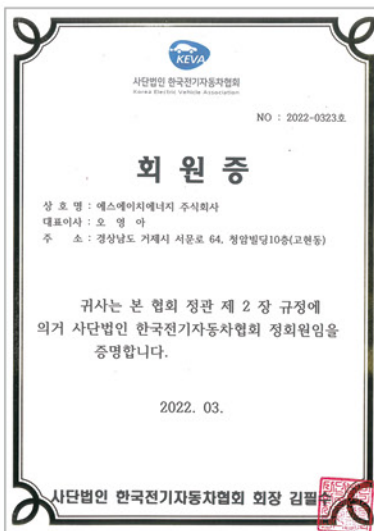 KEVA
사단법인 한국전기자동차협회
Korea Electric Vehicle Association
NO : 2022-0323호
회 원 증
상 호 명 : 에스에이치에너지 주식회사
대표이사 : 오 영 아
주 소 : 경상남도 거제시 서문로 64, 청암빌딩10층(고현동)
귀사는 본 협회 정관 제 2 장 규정에
의거 사단법인 한국전기자동차협회 정회원임을
증명합니다.
2022. 03.
사단법인 한국전기자동차협회 회장 김필수